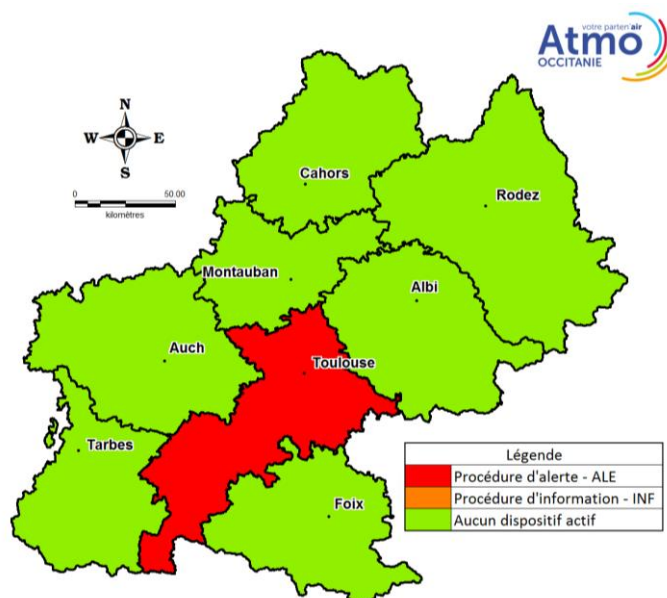 votre parten'air
Atmo
OCCITANIE
N
W E
S
0 50.00
kilomètres
Cahors
Rodez
Montauban
Albi
Auch
Toulouse
Tarbes
Foix
Légende
Procédure d'alerte - ALE
Procédure d'information - INF
Aucun dispositif actif